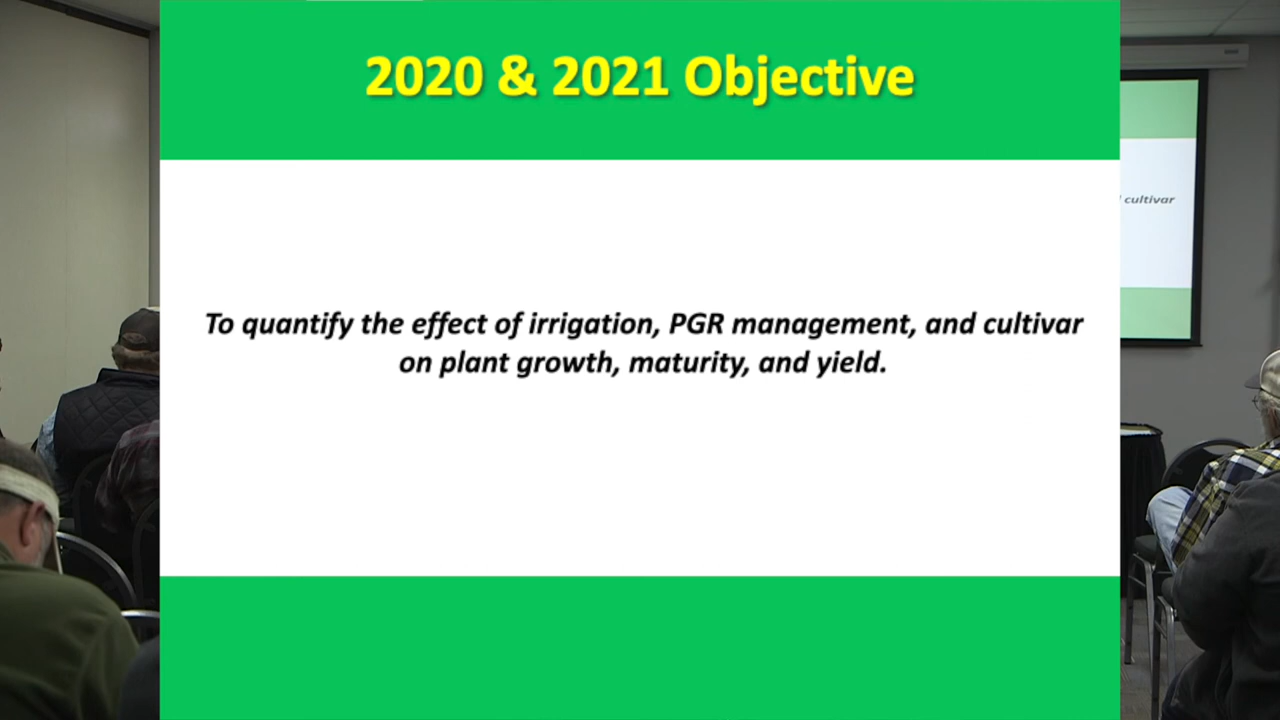 2020 & 2021 Objective
To quantify the effect of irrigation, PGR management, and cultivar
on plant growth, maturity, and yield.
cultivar